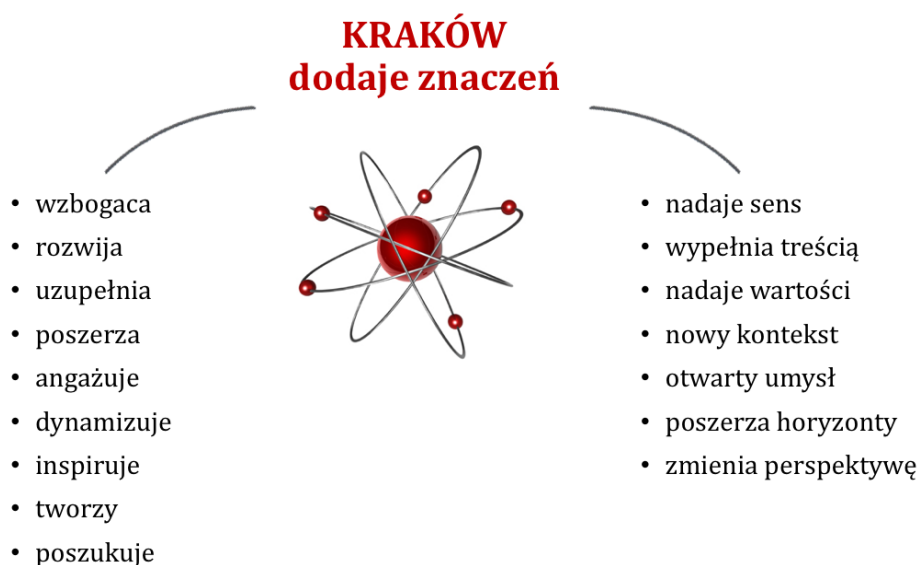 KRAKÓW
dodaje znaczeń
• wzbogaca
• rozwija
• uzupełnia
• poszerza
• angażuje
• dynamizuje
• inspiruje
• tworzy
• poszukuje
• nadaje sens
• wypełnia treścią
• nadaje wartości
• nowy kontekst
• otwarty umysł
• poszerza horyzonty
• zmienia perspektywę